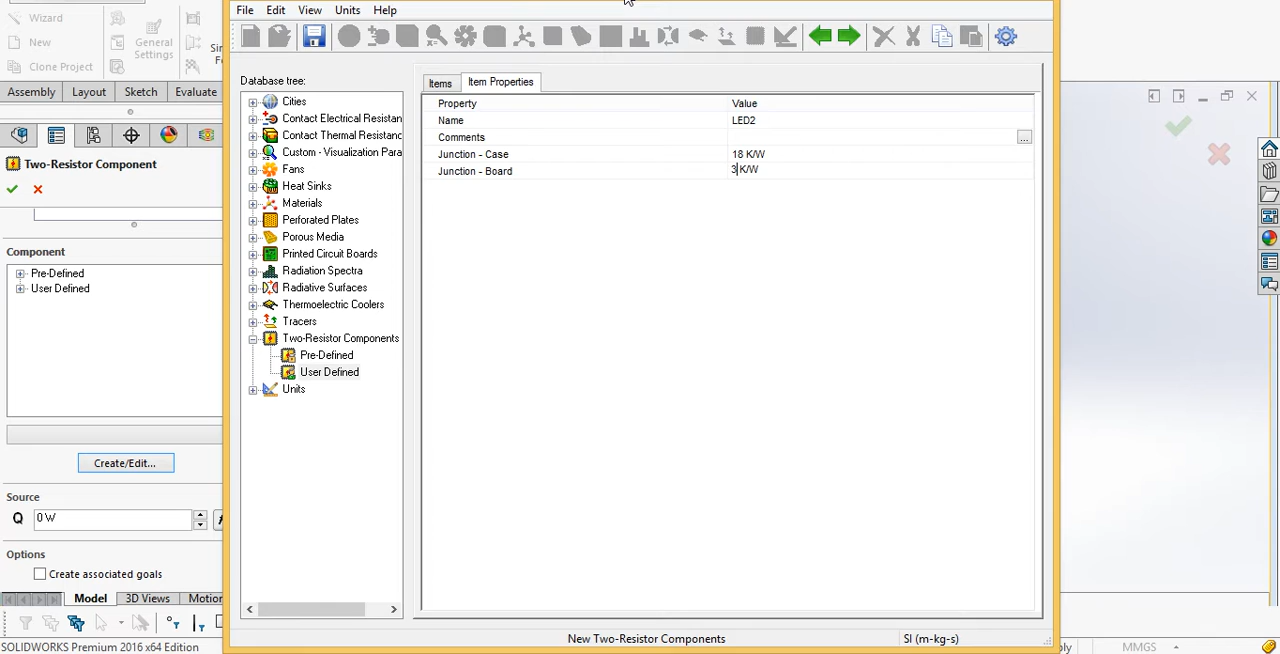 File Edit View Units Help
Wizard
New
Clone Project
General
Settings
Assembly Layout Sketch Evaluate
Two-Resistor Component
Component
Pre-Defined
User Defined
Create/Edit...
Source
Q 0 W
Options
Create associated goals
Model 3D Views
SOLIDWORKS Premium 2016 x64 Edition
Database tree:
Cities
Contact Electrical Resistan
Contact Thermal Resistanc
Custom - Visualization Para
Fans
Heat Sinks
Materials
Perforated Plates
Porous Media
Printed Circuit Boards
Radiation Spectra
Radiative Surfaces
Thermoelectric Coolers
Tracers
Two-Resistor Components
Pre-Defined
User Defined
Units
Items Item Properties
Property Value
Name LED2
Comments ...
Junction - Case 18 K/W
Junction - Board 3 K/W
New Two-Resistor Components SI (m-kg-s)
MMGS